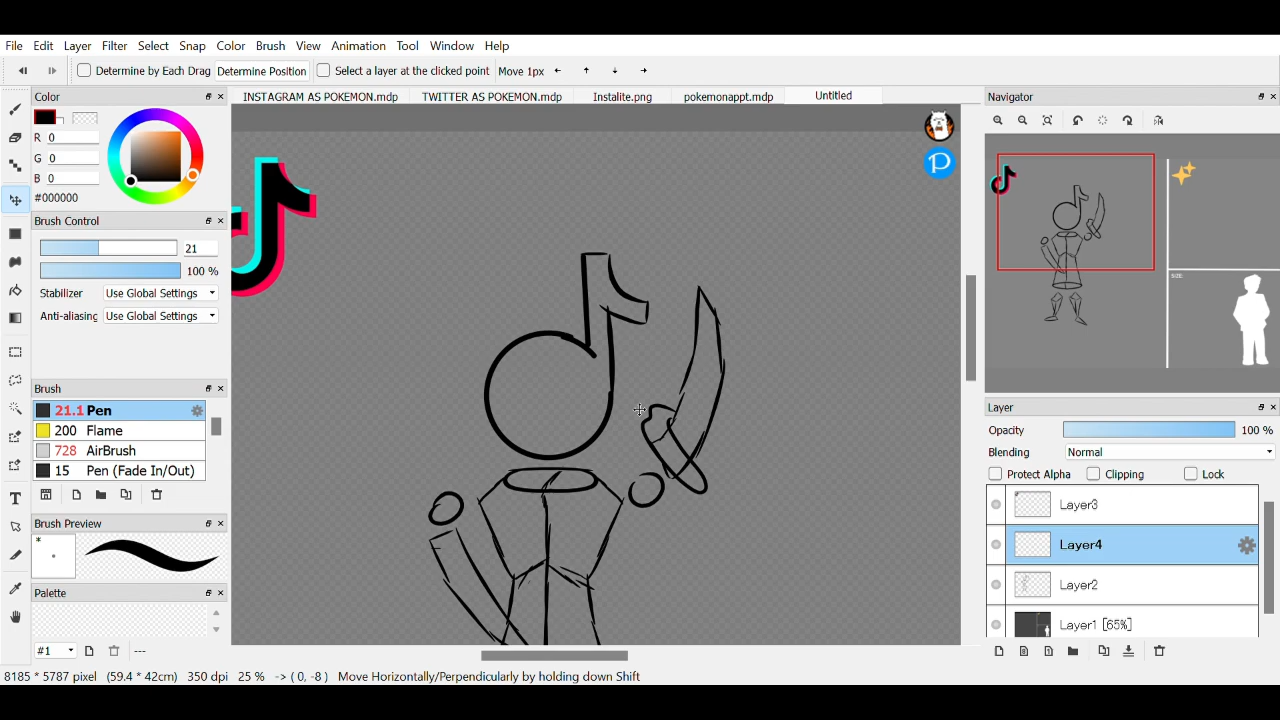 File Edit Layer Filter Select Snap Color Brush View Animation Tool Window Help
Determine by Each Drag Determine Position Select a layer at the clicked point Move 1px
Color
INSTAGRAM AS POKEMON.mdp TWITTER AS POKEMON.mdp Instalite.png pokemonappt.mdp Untitled
Navigator
R 0
G 0
B 0
#000000
SIZE:
Brush Control
21
100 %
Stabilizer Use Global Settings
Anti-aliasing Use Global Settings
Brush
21.1 Pen
200 Flame
728 AirBrush
15 Pen (Fade In/Out)
T
Brush Preview
*
Palette
#1 ---
Layer
Opacity 100 %
Blending Normal
Protect Alpha Clipping Lock
Layer3
Layer4
Layer2
Layer1 [65%]
8185 * 5787 pixel (59.4 * 42cm) 350 dpi 25 % -> ( 0, -8 ) Move Horizontally/Perpendicularly by holding down Shift